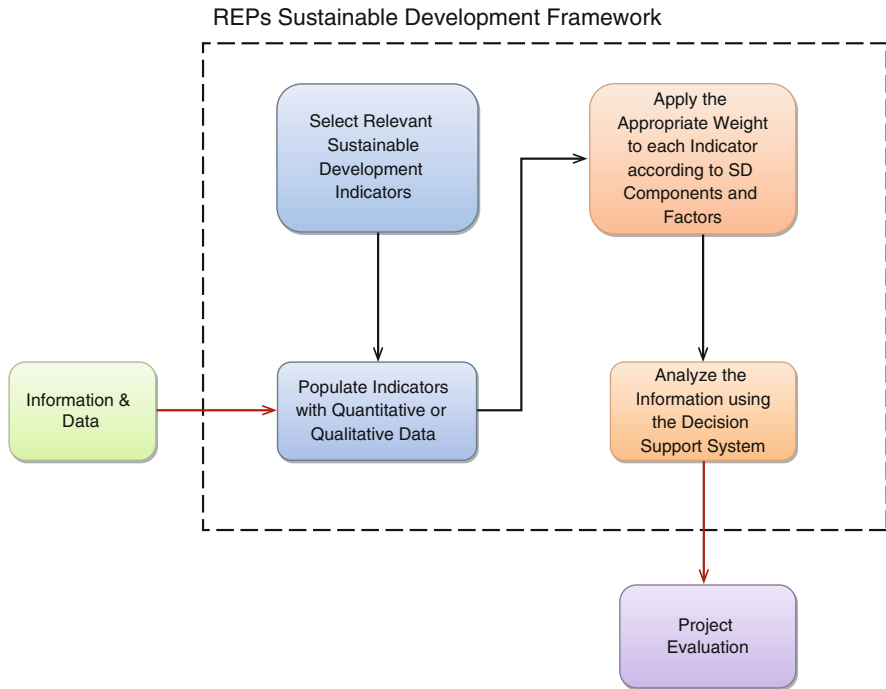 REPs Sustainable Development Framework
Select Relevant
Sustainable
Development
Indicators
Apply the
Appropriate Weight
to each Indicator
according to SD
Components and
Factors
Information &
Data
Populate Indicators
with Quantitative or
Qualitative Data
Analyze the
Information using
the Decision
Support System
Project
Evaluation